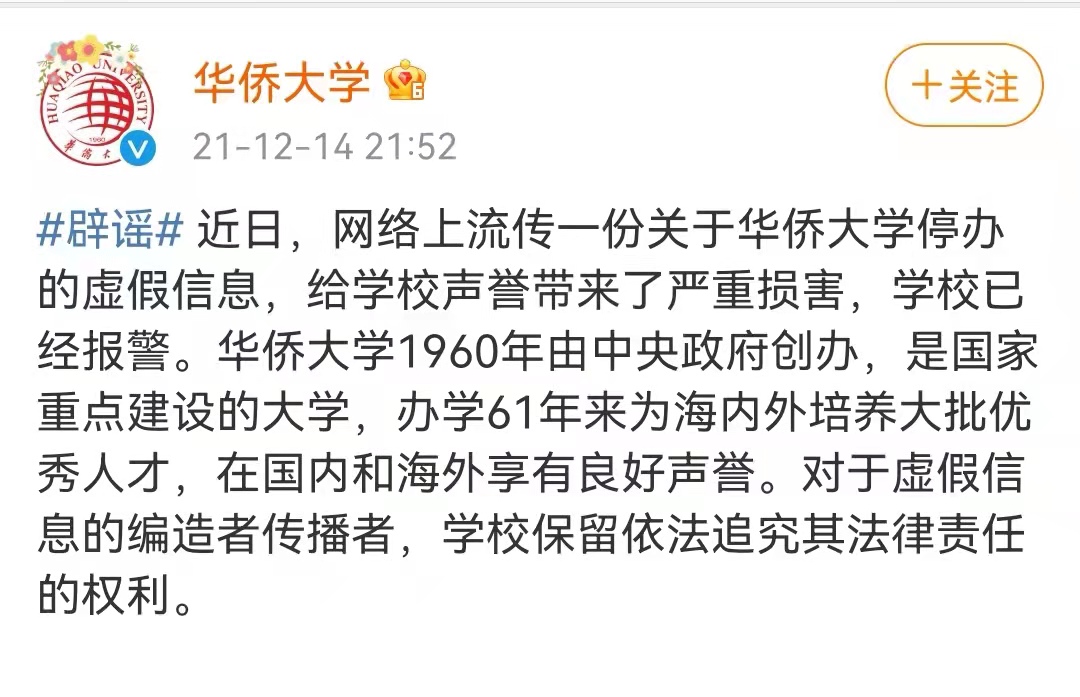 华侨大学
6
+关注
21-12-14 21:52
HUAQIAO UNIVERSITY
1960
华侨大
V
#辟谣# 近日，网络上流传一份关于华侨大学停办
的虚假信息，给学校声誉带来了严重损害，学校已
经报警。华侨大学1960年由中央政府创办，是国家
重点建设的大学，办学61年来为海内外培养大批优
秀人才，在国内和海外享有良好声誉。对于虚假信
息的编造者传播者，学校保留依法追究其法律责任
的权利。